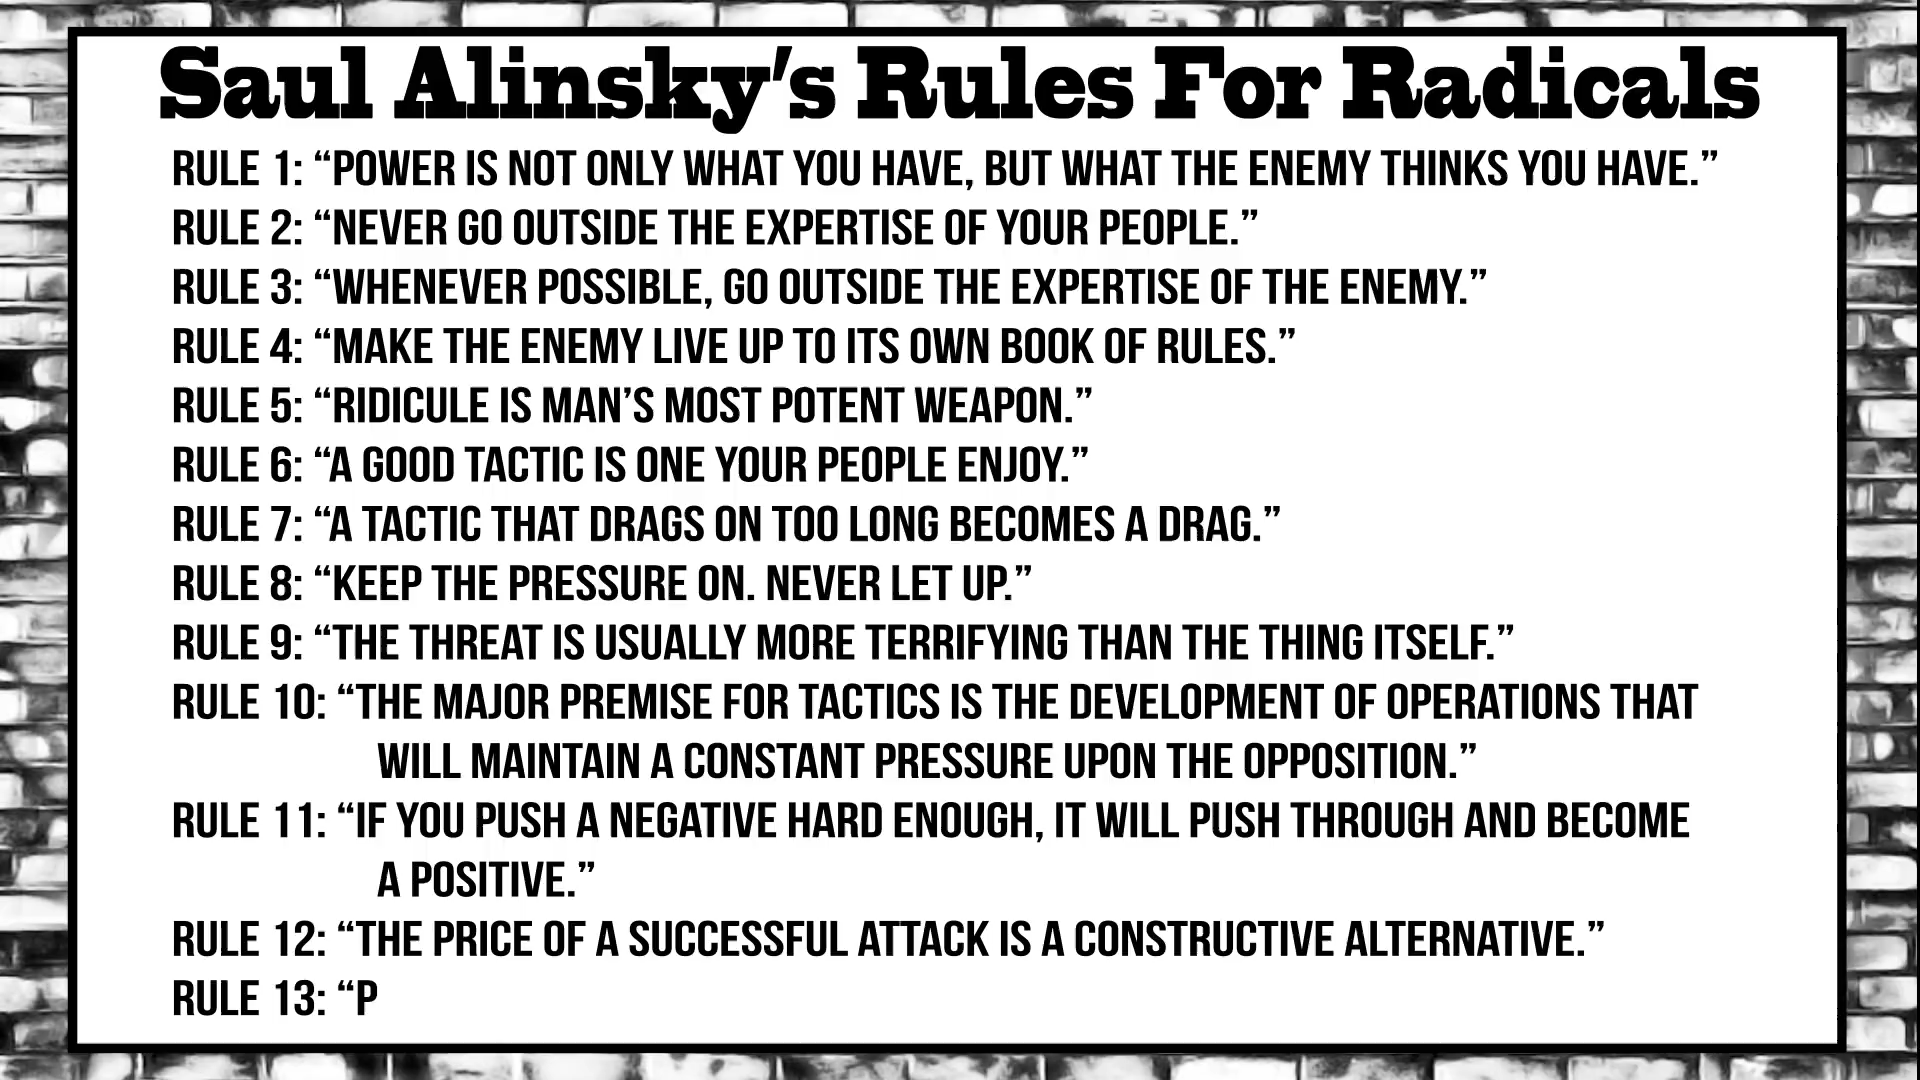 Saul Alinsky's Rules For Radicals
RULE 1: “POWER IS NOT ONLY WHAT YOU HAVE, BUT WHAT THE ENEMY THINKS YOU HAVE.”
RULE 2: “NEVER GO OUTSIDE THE EXPERTISE OF YOUR PEOPLE.”
RULE 3: “WHENEVER POSSIBLE, GO OUTSIDE THE EXPERTISE OF THE ENEMY.”
RULE 4: “MAKE THE ENEMY LIVE UP TO ITS OWN BOOK OF RULES.”
RULE 5: “RIDICULE IS MAN’S MOST POTENT WEAPON.”
RULE 6: “A GOOD TACTIC IS ONE YOUR PEOPLE ENJOY.”
RULE 7: “A TACTIC THAT DRAGS ON TOO LONG BECOMES A DRAG.”
RULE 8: “KEEP THE PRESSURE ON. NEVER LET UP.”
RULE 9: “THE THREAT IS USUALLY MORE TERRIFYING THAN THE THING ITSELF.”
RULE 10: “THE MAJOR PREMISE FOR TACTICS IS THE DEVELOPMENT OF OPERATIONS THAT
WILL MAINTAIN A CONSTANT PRESSURE UPON THE OPPOSITION.”
RULE 11: “IF YOU PUSH A NEGATIVE HARD ENOUGH, IT WILL PUSH THROUGH AND BECOME
A POSITIVE.”
RULE 12: “THE PRICE OF A SUCCESSFUL ATTACK IS A CONSTRUCTIVE ALTERNATIVE.”
RULE 13: “P